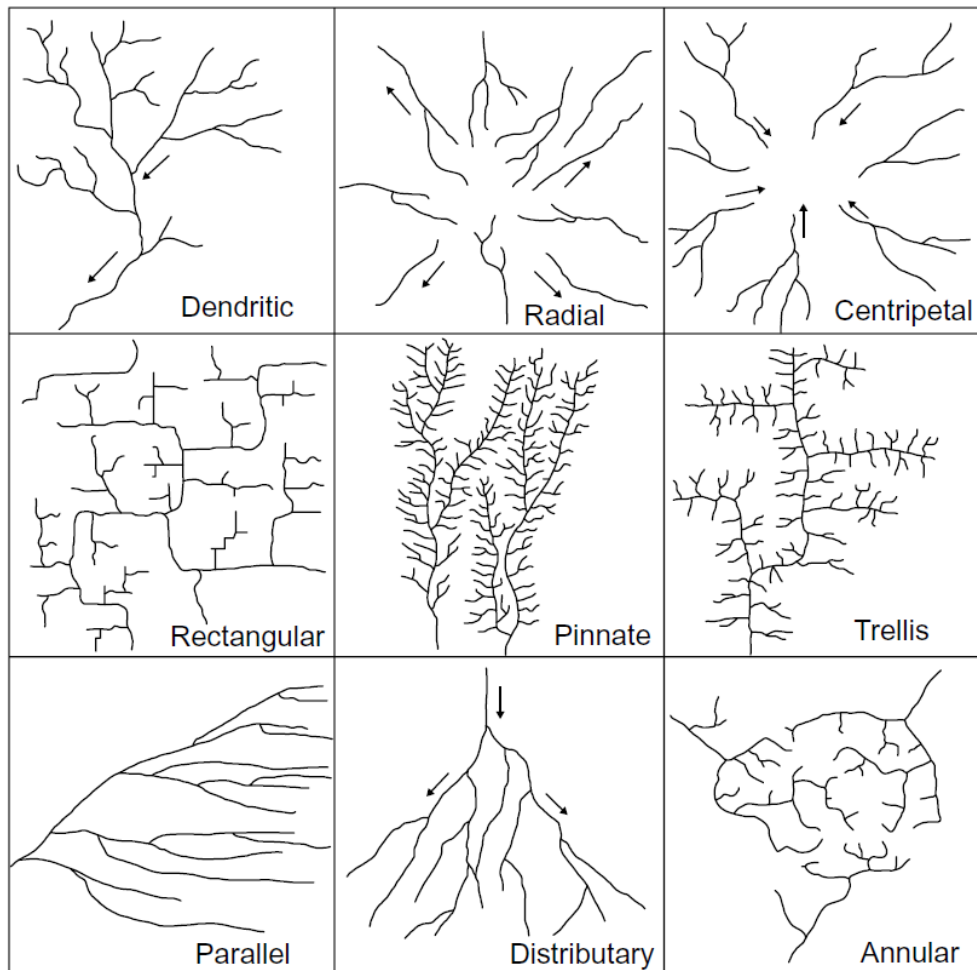 Dendritic
Radial
Centripetal
Rectangular
Pinnate
Trellis
Parallel
Distributary
Annular